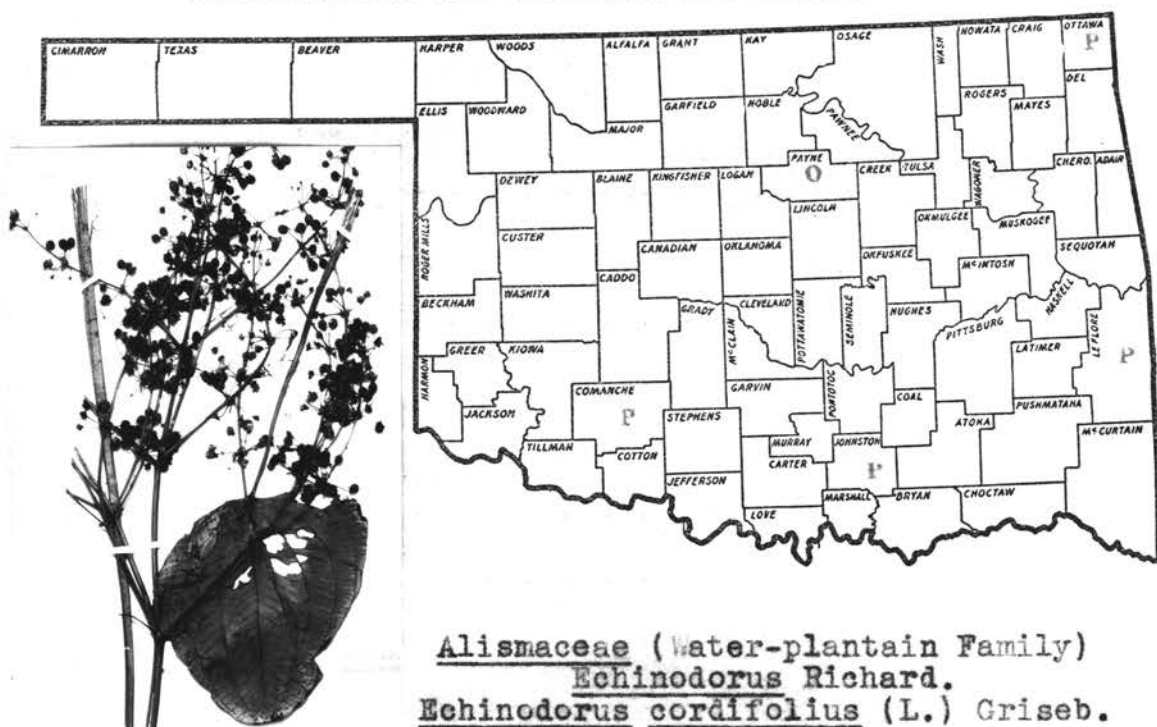 CIMARRON TEXAS BEAVER HARPER WOODS ALFALFA GRANT KAY OSAGE WASH NOWATA CRAIG OTTAWA
P
DEL
ELLIS WOODWARD MAJOR GARFIELD NOBLE PAWNEE ROGERS MAYES
DEWEY BLAINE KINGFISHER LOGAN PAYNE CREEK TULSA WAGONER CHERO. ADAIR
O
LINCOLN
ROGER MILLS CUSTER CANADIAN OKLAHOMA OKFUSKEE OKMULGEE MUSKOGEE SEQUOYAH
BECKHAM WASHITA CADDO GRADY CLEVELAND McCLAIN POTTAWATOMIE SEMINOLE HUGHES McINTOSH PITTSBURG HASKELL LE FLORE
P
HARMON GREER KIOWA COMANCHE GARVIN PONTOTOC COAL LATIMER
P
JACKSON TILLMAN COTTON STEPHENS MURRAY JOHNSTON ATOKA PUSHMATAHA McCURTAIN
P
JEFFERSON CARTER LOVE MARSHALL BRYAN CHOCTAW
Alismaceae (Water-plantain Family)
Echinodorus Richard.
Echinodorus cordifolius (L.) Griseb.